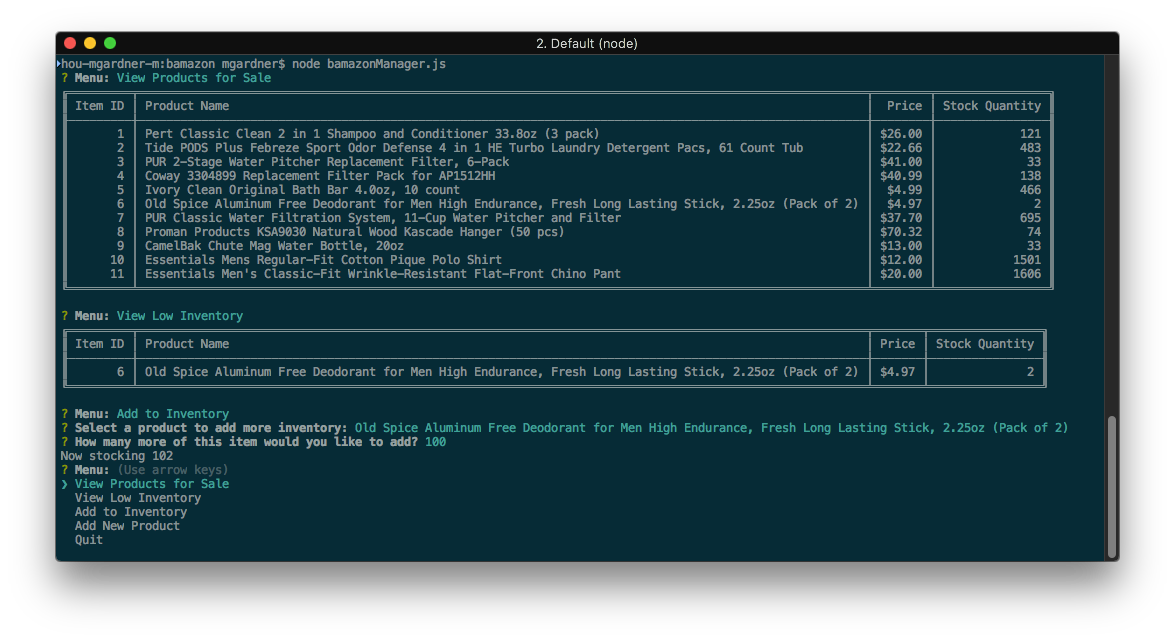 2. Default (node)
hou-mgardner-m:bamazon mgardner$ node bamazonManager.js
? Menu: View Products for Sale
Item ID Product Name Price Stock Quantity
1 Pert Classic Clean 2 in 1 Shampoo and Conditioner 33.8oz (3 pack) $26.00 121
2 Tide PODS Plus Febreze Sport Odor Defense 4 in 1 HE Turbo Laundry Detergent Pacs, 61 Count Tub $22.66 483
3 PUR 2-Stage Water Pitcher Replacement Filter, 6-Pack $41.00 33
4 Coway 3304899 Replacement Filter Pack for AP1512HH $40.99 138
5 Ivory Clean Original Bath Bar 4.0oz, 10 count $4.99 466
6 Old Spice Aluminum Free Deodorant for Men High Endurance, Fresh Long Lasting Stick, 2.25oz (Pack of 2) $4.97 2
7 PUR Classic Water Filtration System, 11-Cup Water Pitcher and Filter $37.70 695
8 Proman Products KSA9030 Natural Wood Kascade Hanger (50 pcs) $70.32 74
9 CamelBak Chute Mag Water Bottle, 20oz $13.00 33
10 Essentials Mens Regular-Fit Cotton Pique Polo Shirt $12.00 1501
11 Essentials Men's Classic-Fit Wrinkle-Resistant Flat-Front Chino Pant $20.00 1606
? Menu: View Low Inventory
Item ID Product Name Price Stock Quantity
6 Old Spice Aluminum Free Deodorant for Men High Endurance, Fresh Long Lasting Stick, 2.25oz (Pack of 2) $4.97 2
? Menu: Add to Inventory
? Select a product to add more inventory: Old Spice Aluminum Free Deodorant for Men High Endurance, Fresh Long Lasting Stick, 2.25oz (Pack of 2)
? How many more of this item would you like to add? 100
Now stocking 102
? Menu: (Use arrow keys)
❯ View Products for Sale
View Low Inventory
Add to Inventory
Add New Product
Quit